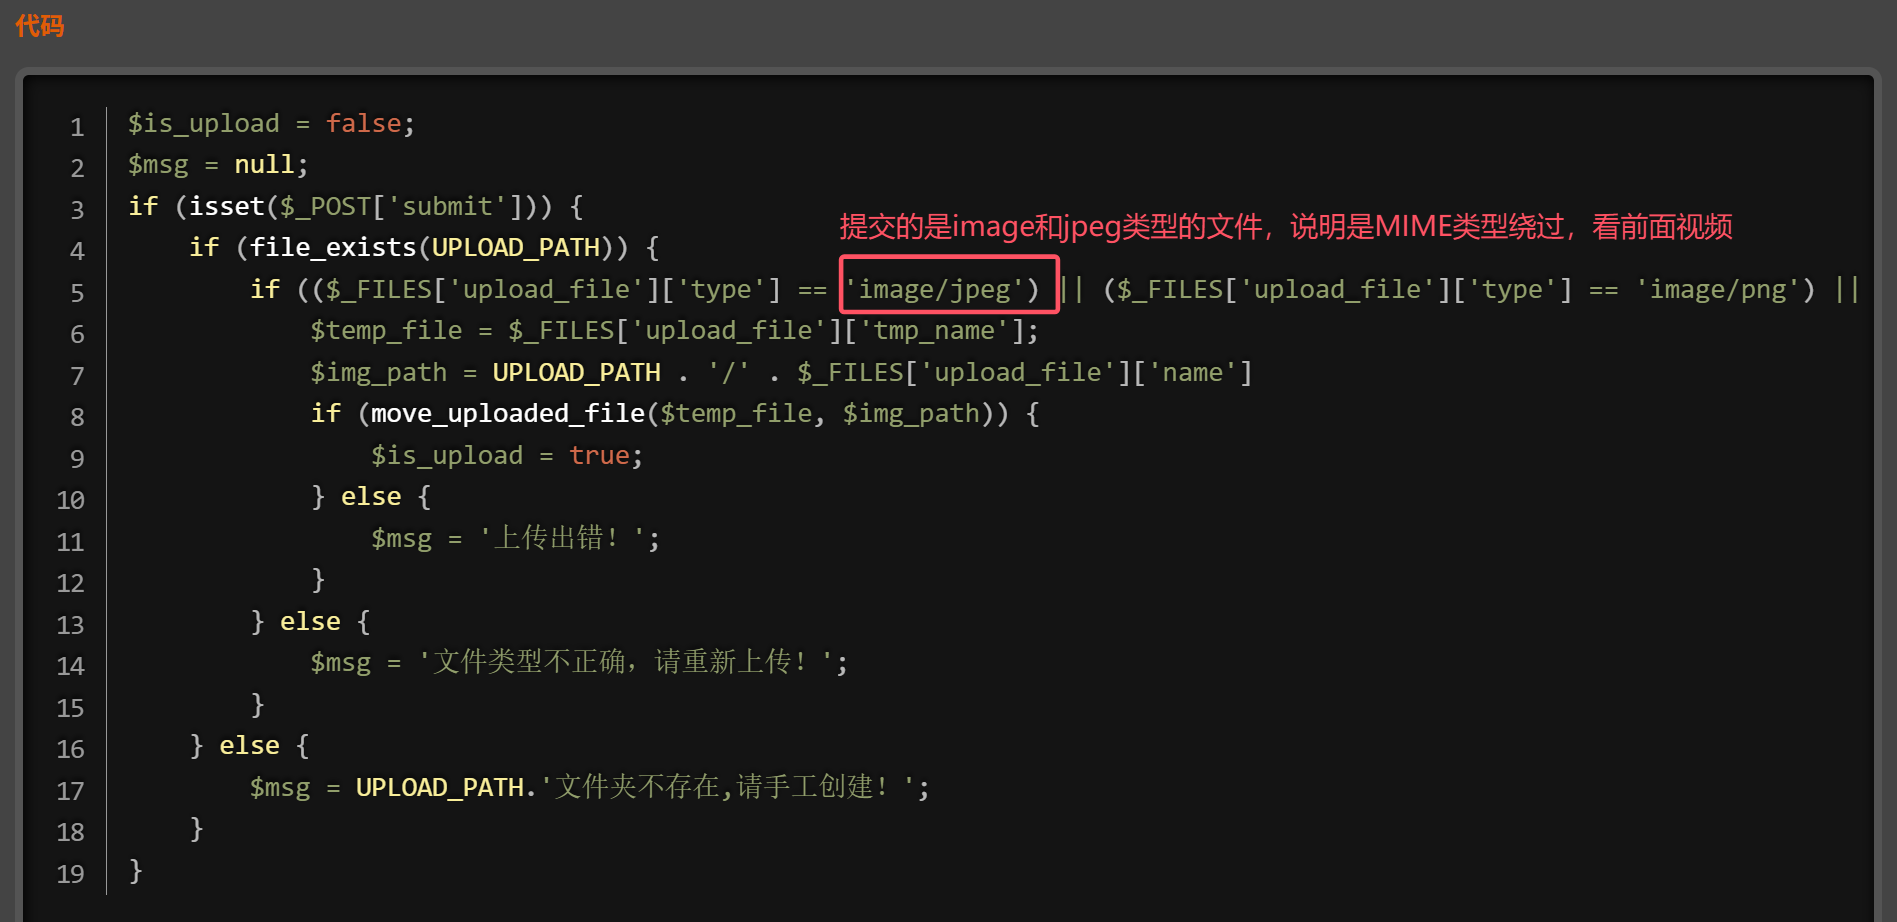 代码
1 $is_upload = false;
2 $msg = null;
3 if (isset($_POST['submit'])) {
提交的是image和jpeg类型的文件，说明是MIME类型绕过，看前面视频
4     if (file_exists(UPLOAD_PATH)) {
5         if (($_FILES['upload_file']['type'] == 'image/jpeg') || ($_FILES['upload_file']['type'] == 'image/png') ||
6             $temp_file = $_FILES['upload_file']['tmp_name'];
7             $img_path = UPLOAD_PATH . '/' . $_FILES['upload_file']['name']
8             if (move_uploaded_file($temp_file, $img_path)) {
9                 $is_upload = true;
10             } else {
11                 $msg = '上传出错！';
12             }
13         } else {
14             $msg = '文件类型不正确，请重新上传！';
15         }
16     } else {
17         $msg = UPLOAD_PATH.'文件夹不存在,请手工创建！';
18     }
19 }